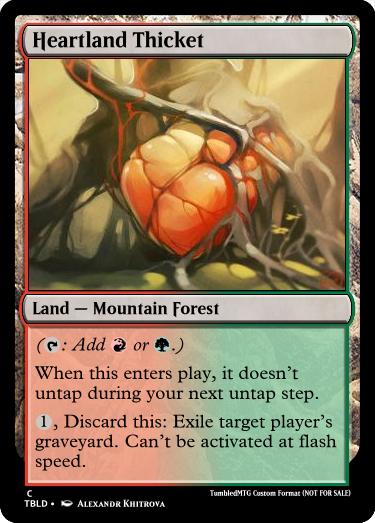 Heartland Thicket
Land — Mountain Forest
(: Add or .)
When this enters play, it doesn't
untap during your next untap step.
1, Discard this: Exile target player's
graveyard. Can't be activated at flash
speed.
C
TBLD • Alexandr Khitrova
TumbledMTG Custom Format (NOT FOR SALE)